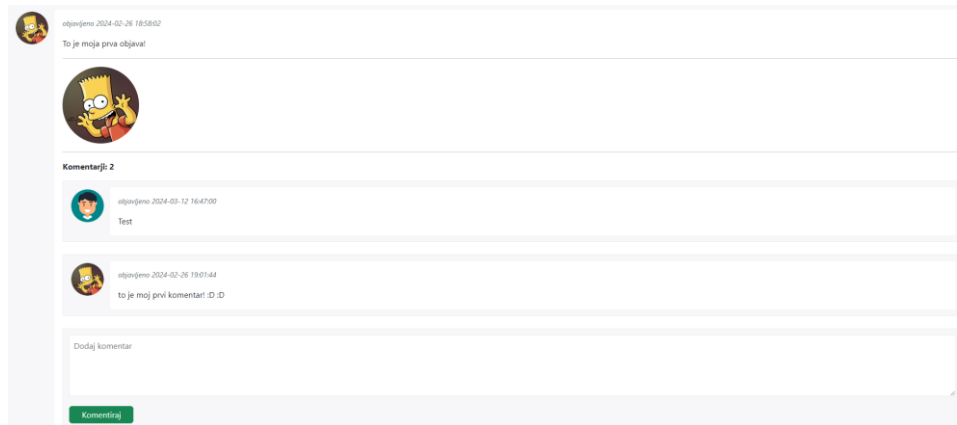 objavljeno 2024-02-26 18:58:02
To je moja prva objava!
Komentarji: 2
objavljeno 2024-03-12 16:47:00
Test
objavljeno 2024-02-26 19:01:44
to je moj prvi komentar! :D :D
Dodaj komentar
Komentiraj